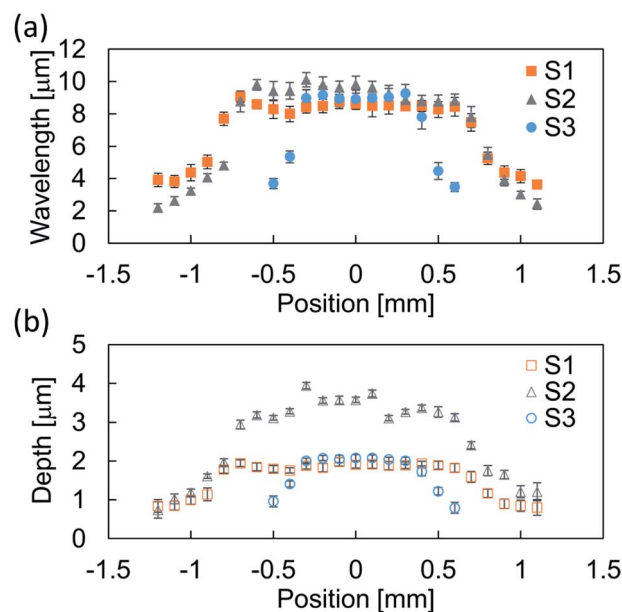 (a)
12
10
8
6
4
2
0
Wavelength [μm]
S1
S2
S3
-1.5 -1 -0.5 0 0.5 1 1.5
Position [mm]
(b)
5
4
3
2
1
0
Depth [μm]
S1
S2
S3
-1.5 -1 -0.5 0 0.5 1 1.5
Position [mm]